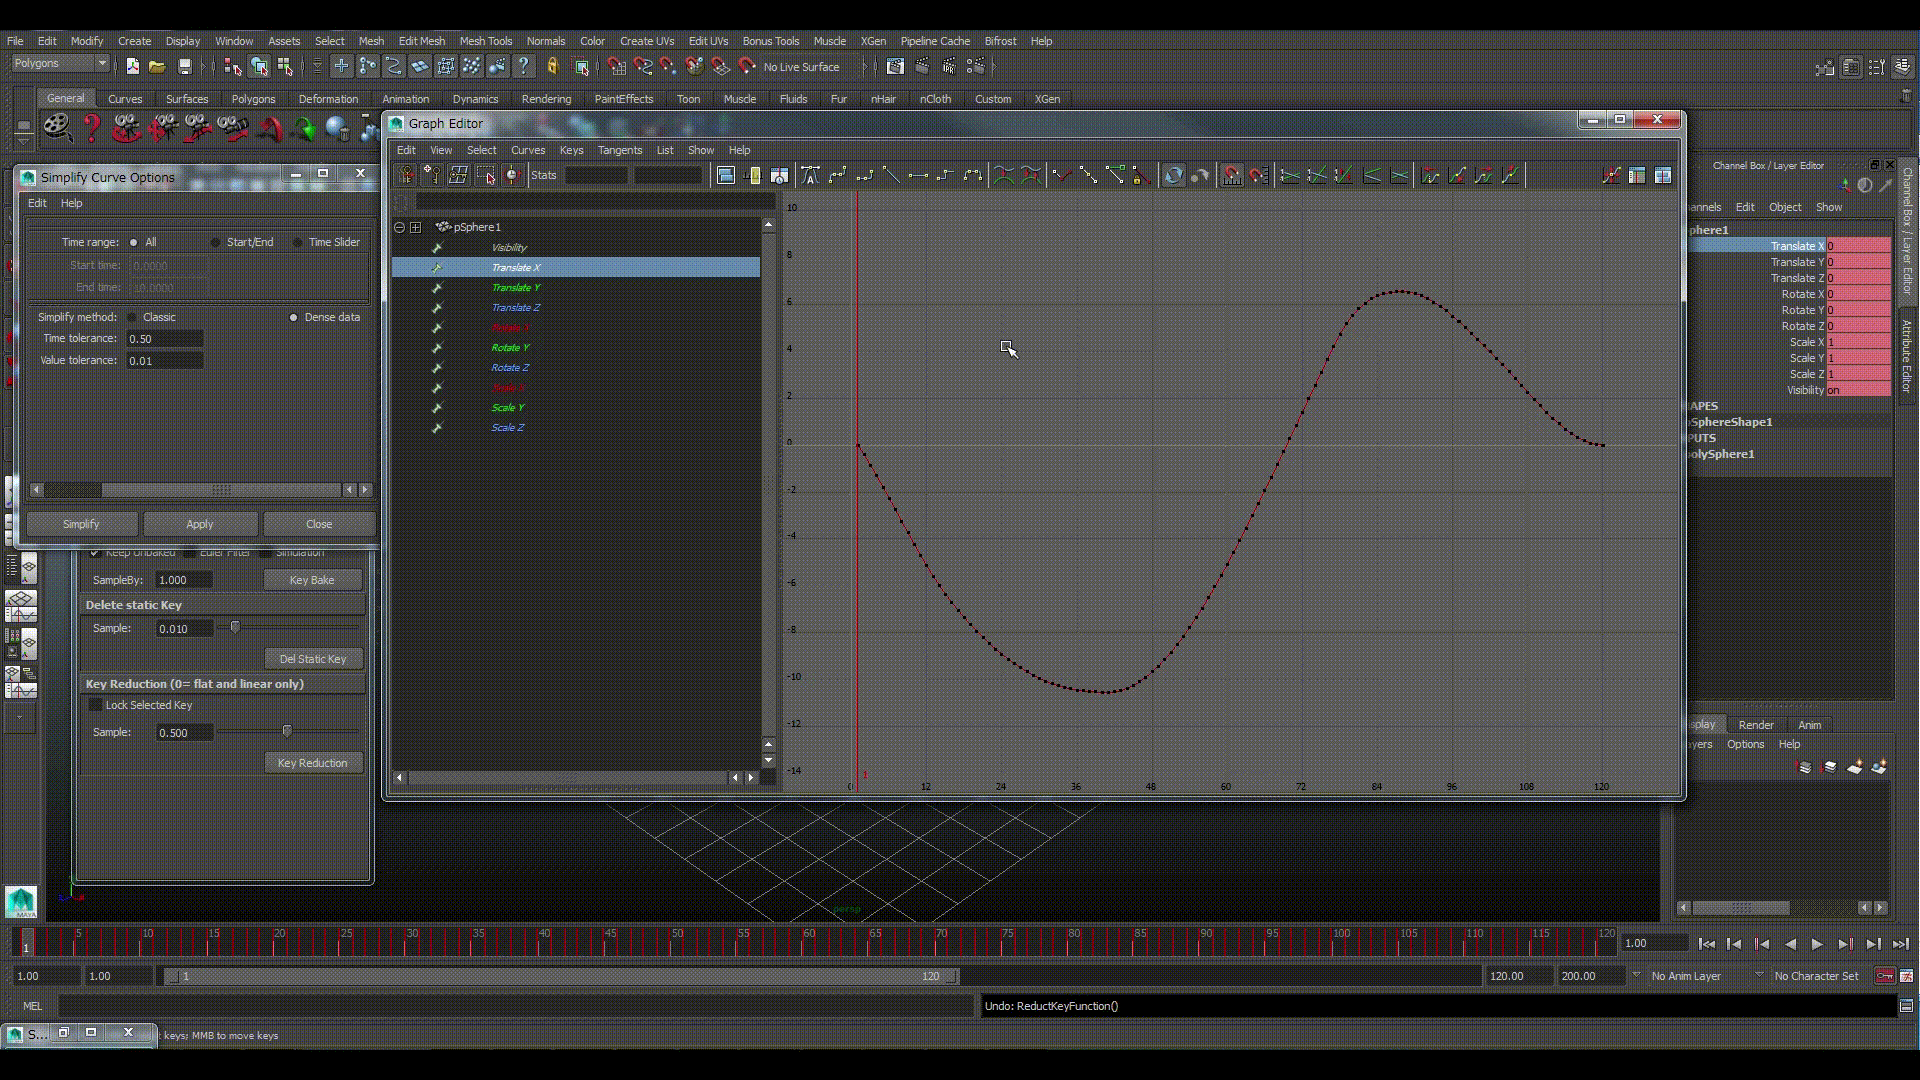 File Edit Modify Create Display Window Assets Select Mesh Edit Mesh Mesh Tools Normals Color Create UVs Edit UVs Bonus Tools Muscle XGen Pipeline Cache Bifrost Help
Polygons
No Live Surface
General Curves Surfaces Polygons Deformation Animation Dynamics Rendering PaintEffects Toon Muscle Fluids Fur nHair nCloth Custom XGen
Graph Editor
Edit View Select Curves Keys Tangents List Show Help
Stats
pSphere1
Visibility
Translate X
Translate Y
Translate Z
Rotate Y
Rotate Z
Scale Y
Scale Z
10
8
6
4
2
0
-2
-4
-6
-8
-10
-12
-14
1
0 12 24 36 48 60 72 84 96 108 120
Simplify Curve Options
Edit Help
Time range: All Start/End Time Slider
Start time: 0.0000
End time: 10.0000
Simplify method: Classic Dense data
Time tolerance: 0.50
Value tolerance: 0.01
Simplify Apply Close
Keep Unbaked Euler Filter Simulation
SampleBy: 1.000 Key Bake
Delete static Key
Sample: 0.010
Del Static Key
Key Reduction (0= flat and linear only)
Lock Selected Key
Sample: 0.500
Key Reduction
Channel Box / Layer Editor
annels Edit Object Show
phere1
Translate X 0
Translate Y 0
Translate Z 0
Rotate X 0
Rotate Y 0
Rotate Z 0
Scale X 1
Scale Y 1
Scale Z 1
Visibility on
APES
pSphereShape1
PUTS
polySphere1
Channel Box / Layer Editor
Attribute Editor
splay Render Anim
yers Options Help
persp
MAYA
1 5 10 15 20 25 30 35 40 45 50 55 60 65 70 75 80 85 90 95 100 105 110 115 120
1.00
1.00 1.00 1 120 120.00 200.00 No Anim Layer No Character Set
MEL
Undo: ReductKeyFunction()
S...
keys; MMB to move keys